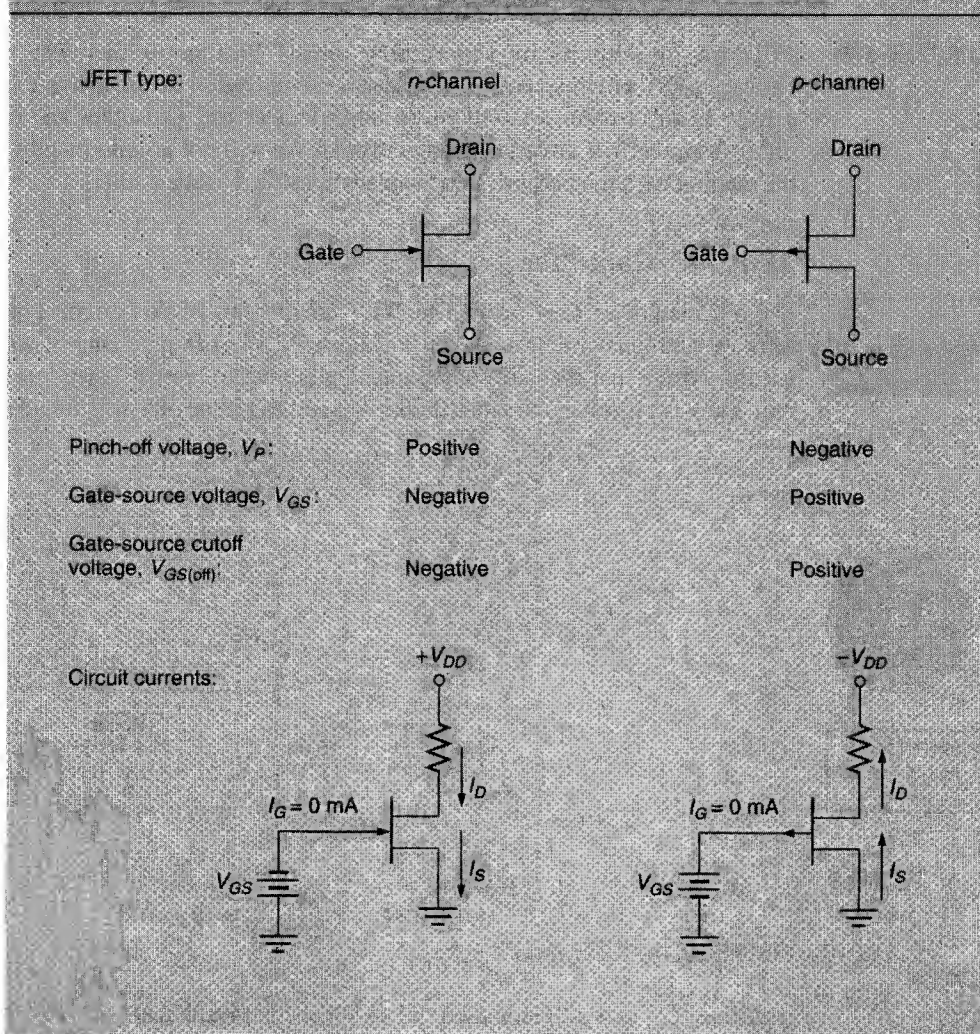 JFET type: n-channel p-channel
Drain Drain
Gate Gate
Source Source
Pinch-off voltage, V_P: Positive Negative
Gate-source voltage, V_GS: Negative Positive
Gate-source cutoff
voltage, V_GS(off): Negative Positive
Circuit currents: +V_DD -V_DD
I_D I_D
I_G = 0 mA I_G = 0 mA
V_GS I_S V_GS I_S